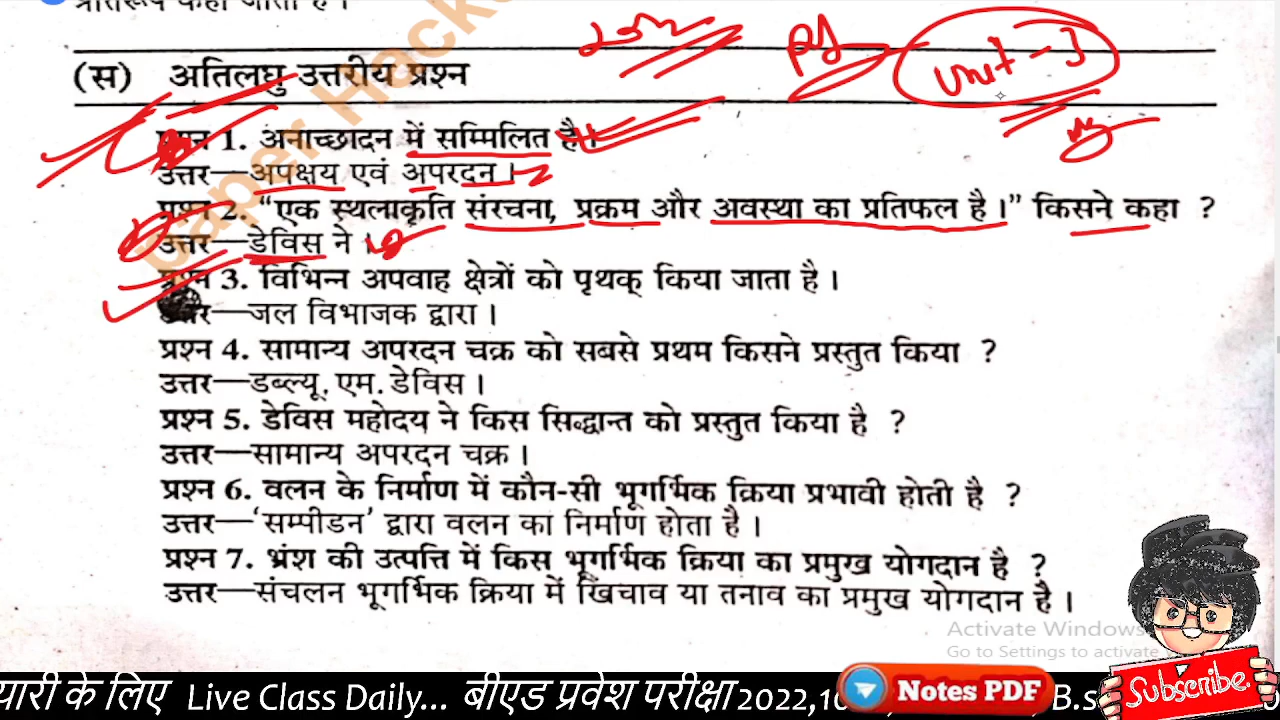 प्रतिरूप कहा जाता है।
Unit - I
(स) अतिलघु उत्तरीय प्रश्न
प्रश्न 1. अनाच्छादन में सम्मिलित है।
उत्तर—अपक्षय एवं अपरदन।
प्रश्न 2. “एक स्थलाकृति संरचना, प्रक्रम और अवस्था का प्रतिफल है।” किसने कहा ?
उत्तर—डेविस ने।
प्रश्न 3. विभिन्न अपवाह क्षेत्रों को पृथक् किया जाता है।
उत्तर—जल विभाजक द्वारा।
प्रश्न 4. सामान्य अपरदन चक्र को सबसे प्रथम किसने प्रस्तुत किया ?
उत्तर—डब्ल्यू. एम. डेविस।
प्रश्न 5. डेविस महोदय ने किस सिद्धान्त को प्रस्तुत किया है ?
उत्तर—सामान्य अपरदन चक्र।
प्रश्न 6. वलन के निर्माण में कौन-सी भूगर्भिक क्रिया प्रभावी होती है ?
उत्तर—‘सम्पीडन’ द्वारा वलन का निर्माण होता है।
प्रश्न 7. भ्रंश की उत्पत्ति में किस भूगर्भिक क्रिया का प्रमुख योगदान है ?
उत्तर—संचलन भूगर्भिक क्रिया में खिंचाव या तनाव का प्रमुख योगदान है।
Paper Hacke
Activate Windows
Go to Settings to activate
यारी के लिए Live Class Daily... बीएड प्रवेश परीक्षा 2022,10
Notes PDF
B.s
Subscribe.